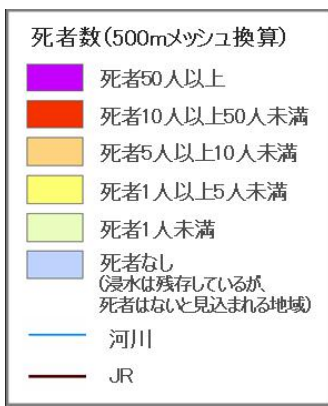 死者数(500mメッシュ換算)
死者50人以上
死者10人以上50人未満
死者5人以上10人未満
死者1人以上5人未満
死者1人未満
死者なし
(浸水は残存しているが、
死者はないと見込まれる地域)
河川
JR